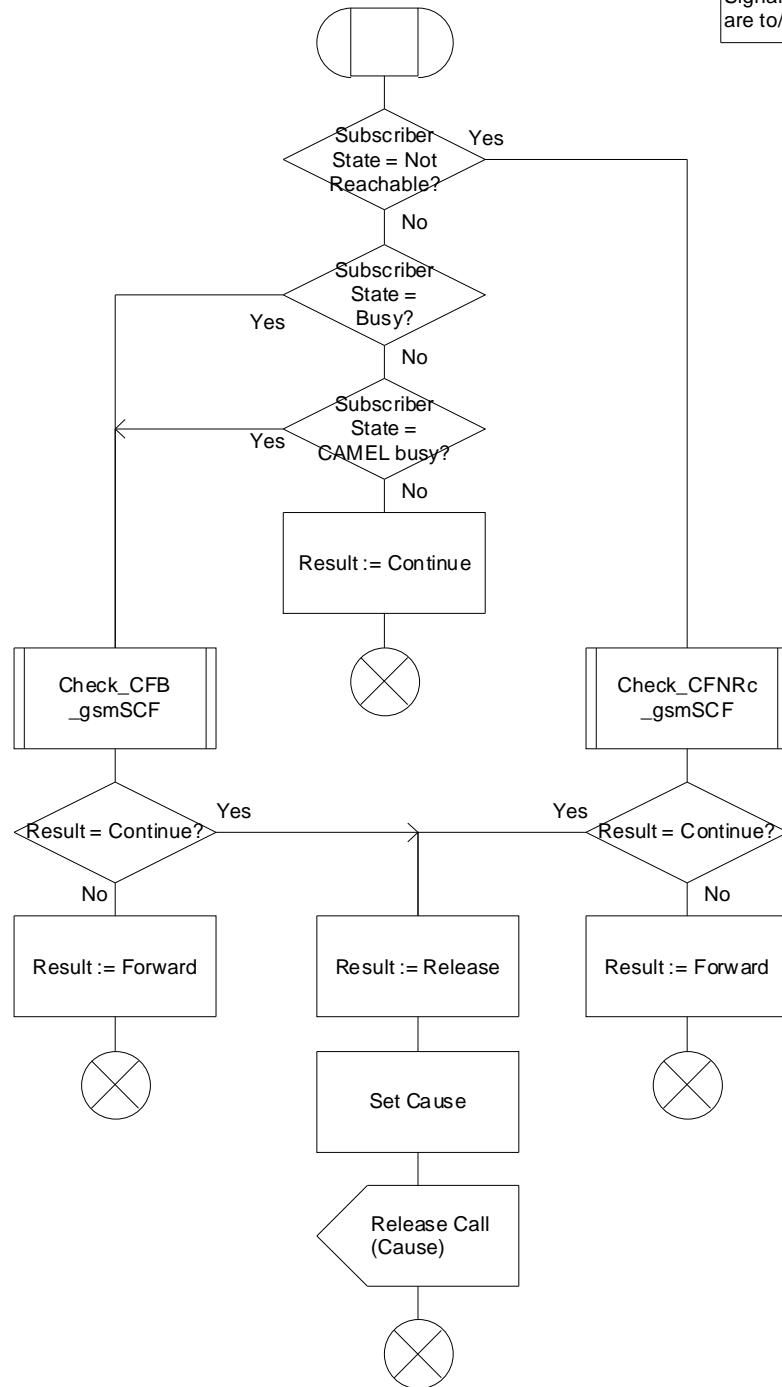 are to/
Subscriber
State = Not
Reachable?
Yes
No
Subscriber
State =
Busy?
Yes
No
Subscriber
State =
CAMEL busy?
Yes
No
Result := Continue
Check_CFB
_gsmSCF
Check_CFNRc
_gsmSCF
Result = Continue?
Yes
No
Yes
Result = Continue?
No
Result := Forward
Result := Release
Result := Forward
Set Cause
Release Call
(Cause)